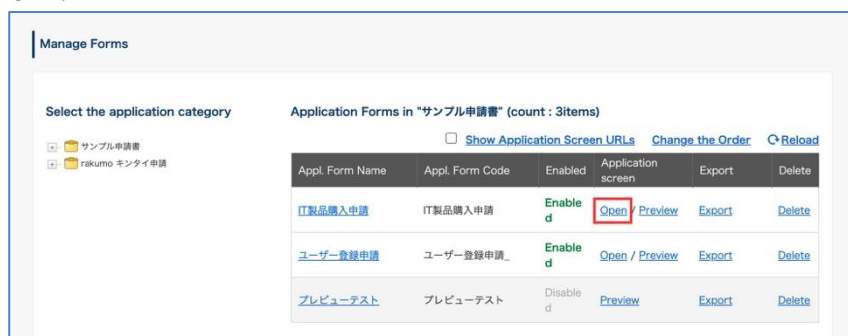 Manage Forms
Select the application category
サンプル申請書
rakumo キンタイ申請
Application Forms in "サンプル申請書" (count : 3items)
Show Application Screen URLs Change the Order Reload
Appl. Form Name Appl. Form Code Enabled Application screen Export Delete
IT製品購入申請 IT製品購入申請 Enabled Open / Preview Export Delete
ユーザー登録申請 ユーザー登録申請_ Enabled Open / Preview Export Delete
プレビューテスト プレビューテスト Disabled Preview Export Delete